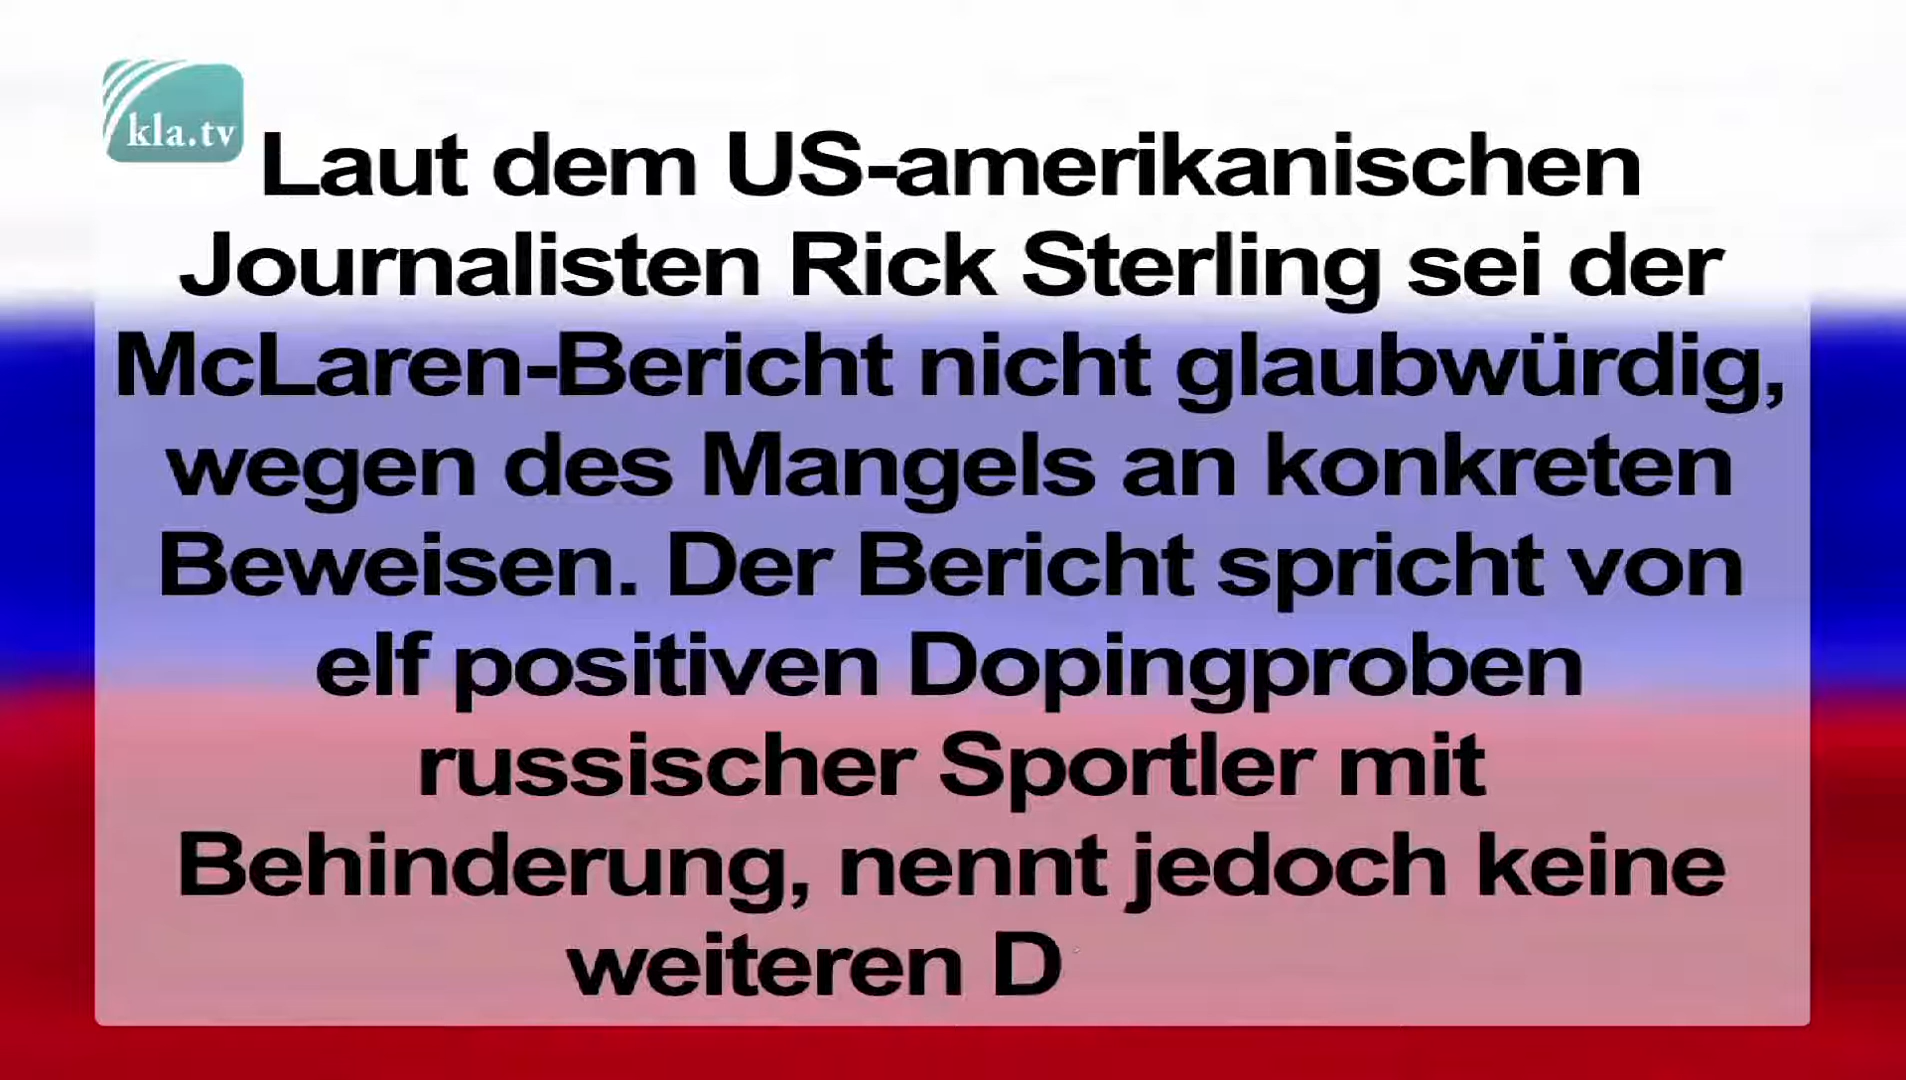 kla.tv
Laut dem US-amerikanischen
Journalisten Rick Sterling sei der
McLaren-Bericht nicht glaubwürdig,
wegen des Mangels an konkreten
Beweisen. Der Bericht spricht von
elf positiven Dopingproben
russischer Sportler mit
Behinderung, nennt jedoch keine
weiteren D